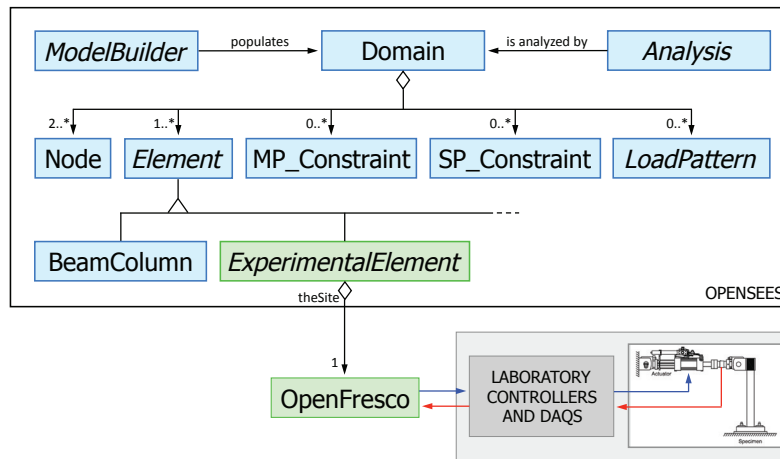 ModelBuilder
populates
Domain
is analyzed by
Analysis
2..*
1..*
0..*
0..*
0..*
Node
Element
MP_Constraint
SP_Constraint
LoadPattern
BeamColumn
ExperimentalElement
theSite
OPENSEES
1
OpenFresco
LABORATORY
CONTROLLERS
AND DAQS
Actuator
Specimen